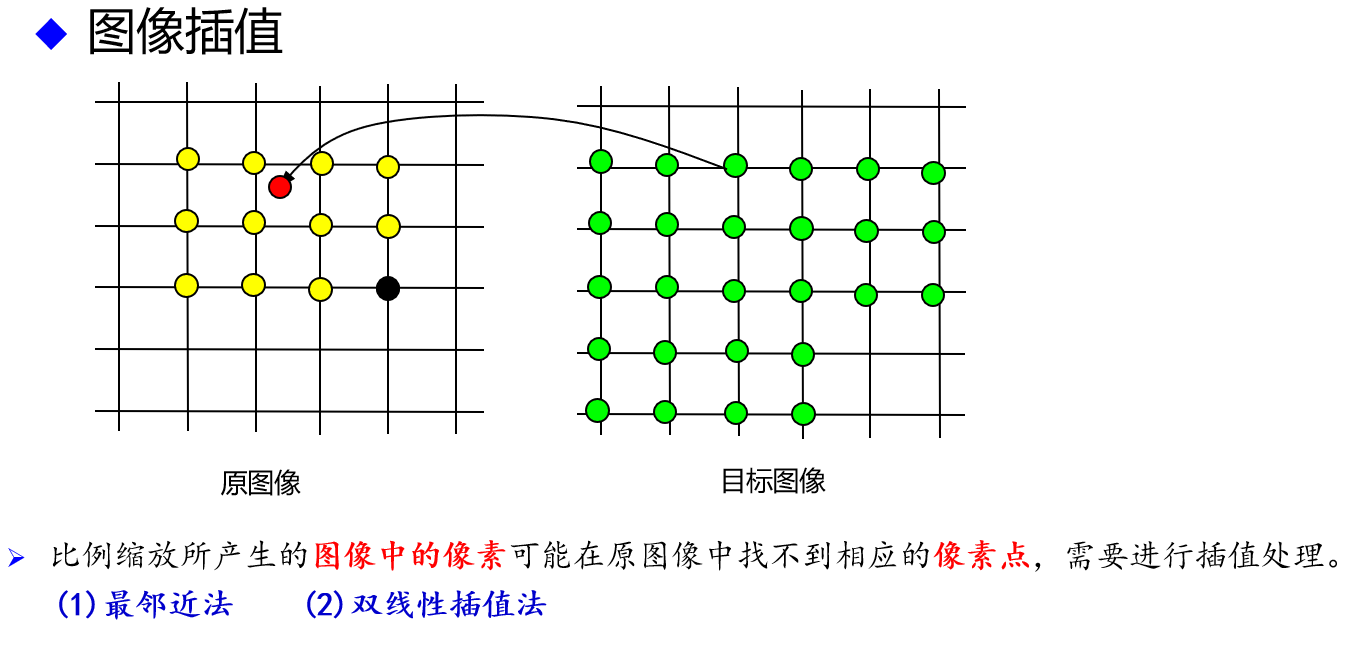 ◆ 图像插值
原图像
目标图像
➢ 比例缩放所产生的图像中的像素可能在原图像中找不到相应的像素点，需要进行插值处理。
(1)最邻近法 (2)双线性插值法